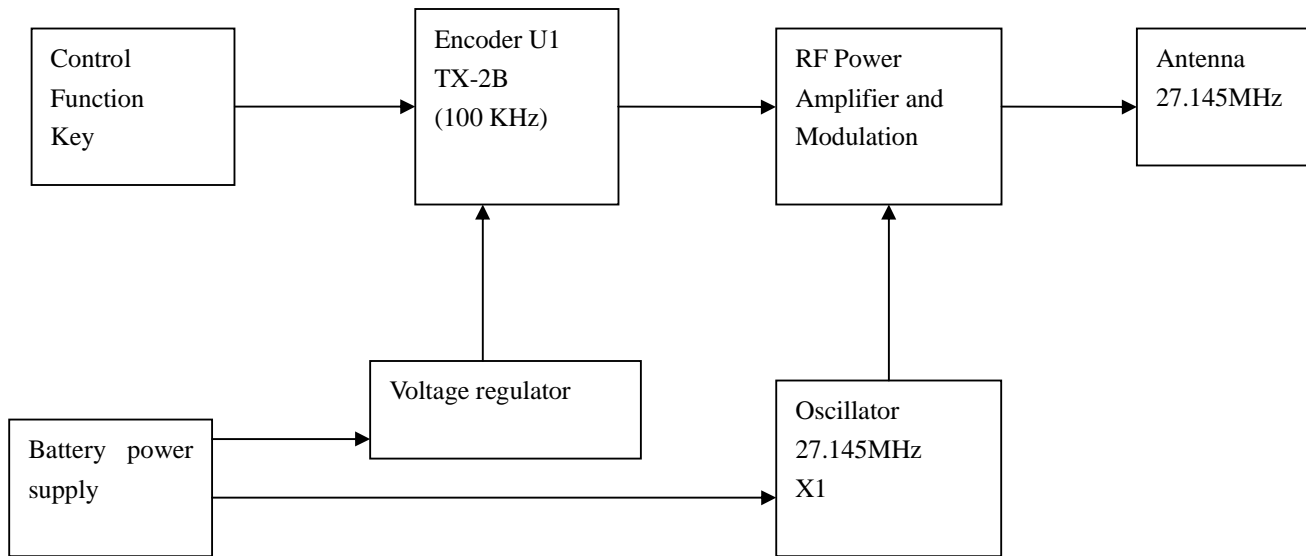 Control
Function
Key
Encoder U1
TX-2B
(100 KHz)
RF Power
Amplifier and
Modulation
Antenna
27.145MHz
Voltage regulator
Battery power
supply
Oscillator
27.145MHz
X1